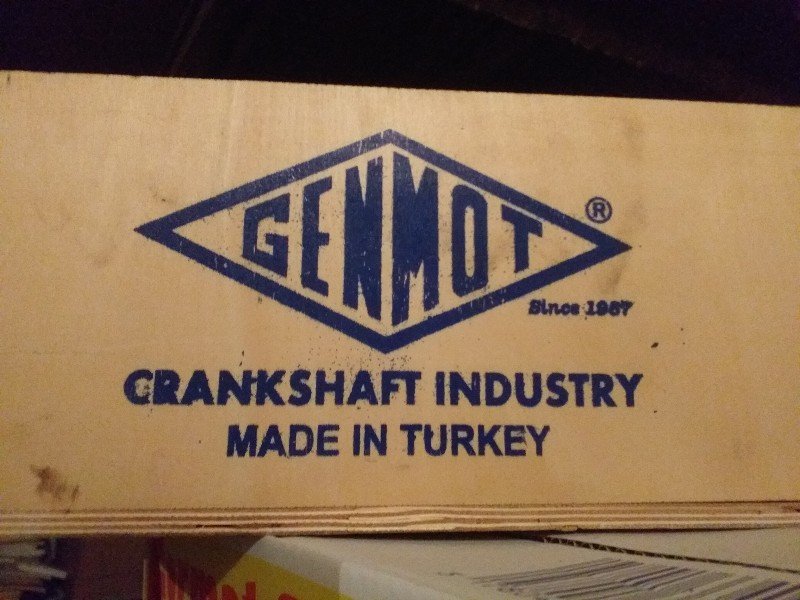 GENMOT®
Since 1967
CRANKSHAFT INDUSTRY
MADE IN TURKEY